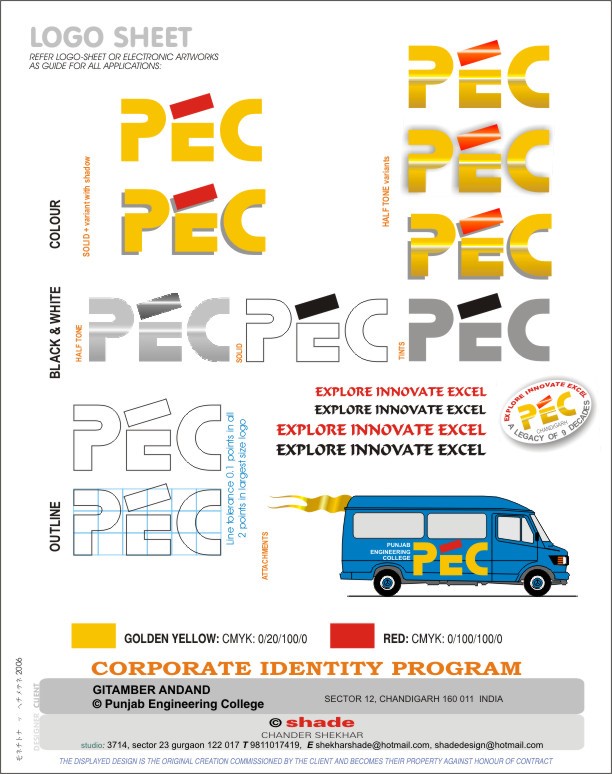 LOGO SHEET
REFER LOGO-SHEET OR ELECTRONIC ARTWORKS
AS GUIDE FOR ALL APPLICATIONS:
COLOUR
SOLID + variant with shadow
PEC
PEC
HALF TONE variants
PEC
PEC
PEC
BLACK & WHITE
HALF TONE
PEC
SOLID
PEC
TINTS
PEC
OUTLINE
PEC
PEC
Line tolerance 0.1 points in all
2 points in largest size logo
EXPLORE INNOVATE EXCEL
EXPLORE INNOVATE EXCEL
EXPLORE INNOVATE EXCEL
EXPLORE INNOVATE EXCEL
EXPLORE INNOVATE EXCEL
PEC
CHANDIGARH
A LEGACY OF 9 DECADES
ATTACHMENTS
PUNJAB
ENGINEERING
COLLEGE
PEC
GOLDEN YELLOW: CMYK: 0/20/100/0
RED: CMYK: 0/100/100/0
CORPORATE IDENTITY PROGRAM
2006
DESIGNER CLIENT
GITAMBER ANDAND
© Punjab Engineering College
SECTOR 12, CHANDIGARH 160 011 INDIA
© shade
CHANDER SHEKHAR
studio: 3714, sector 23 gurgaon 122 017 T 9811017419, E shekharshade@hotmail.com, shadedesign@hotmail.com
THE DISPLAYED DESIGN IS THE ORIGINAL CREATION COMMISSIONED BY THE CLIENT AND BECOMES THEIR PROPERTY AGAINST HONOUR OF CONTRACT